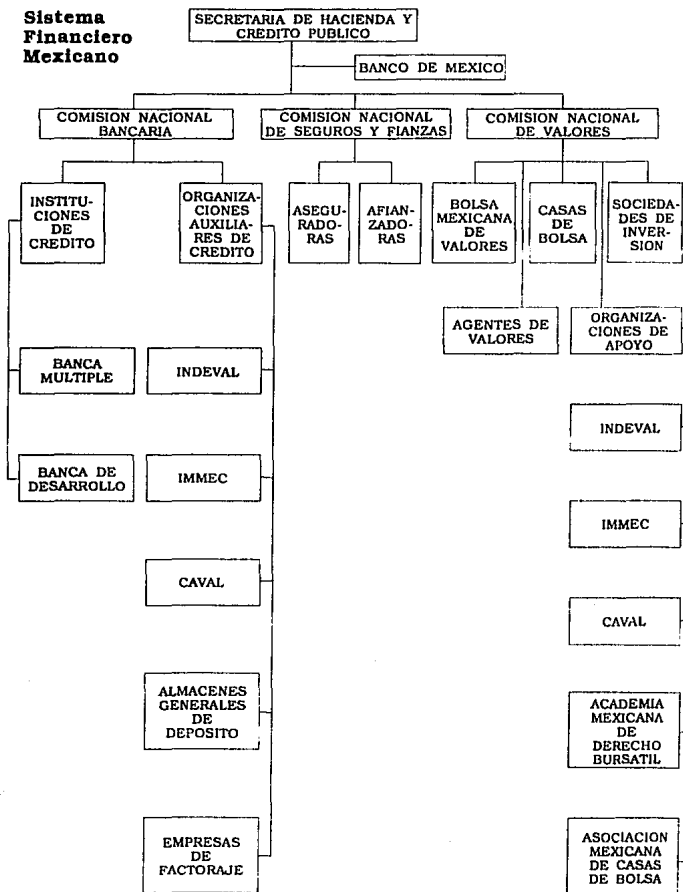 Sistema
Financiero
Mexicano
SECRETARIA DE HACIENDA Y
CREDITO PUBLICO
BANCO DE MEXICO
COMISION NACIONAL
BANCARIA
COMISION NACIONAL
DE SEGUROS Y FIANZAS
COMISION NACIONAL
DE VALORES
INSTITU-
CIONES
DE
CREDITO
ORGANIZA-
CIONES
AUXILIA-
RES DE
CREDITO
ASEGU-
RADO-
RAS
AFIAN-
ZADO-
RAS
BOLSA
MEXICANA
DE
VALORES
CASAS
DE
BOLSA
SOCIEDA-
DES DE
INVER-
SION
AGENTES DE
VALORES
ORGANIZA-
CIONES DE
APOYO
BANCA
MULTIPLE
INDEVAL
INDEVAL
BANCA DE
DESARROLLO
IMMEC
IMMEC
CAVAL
CAVAL
ALMACENES
GENERALES
DE
DEPOSITO
ACADEMIA
MEXICANA
DE
DERECHO
BURSATIL
EMPRESAS
DE
FACTORAJE
ASOCIACION
MEXICANA
DE CASAS
DE BOLSA